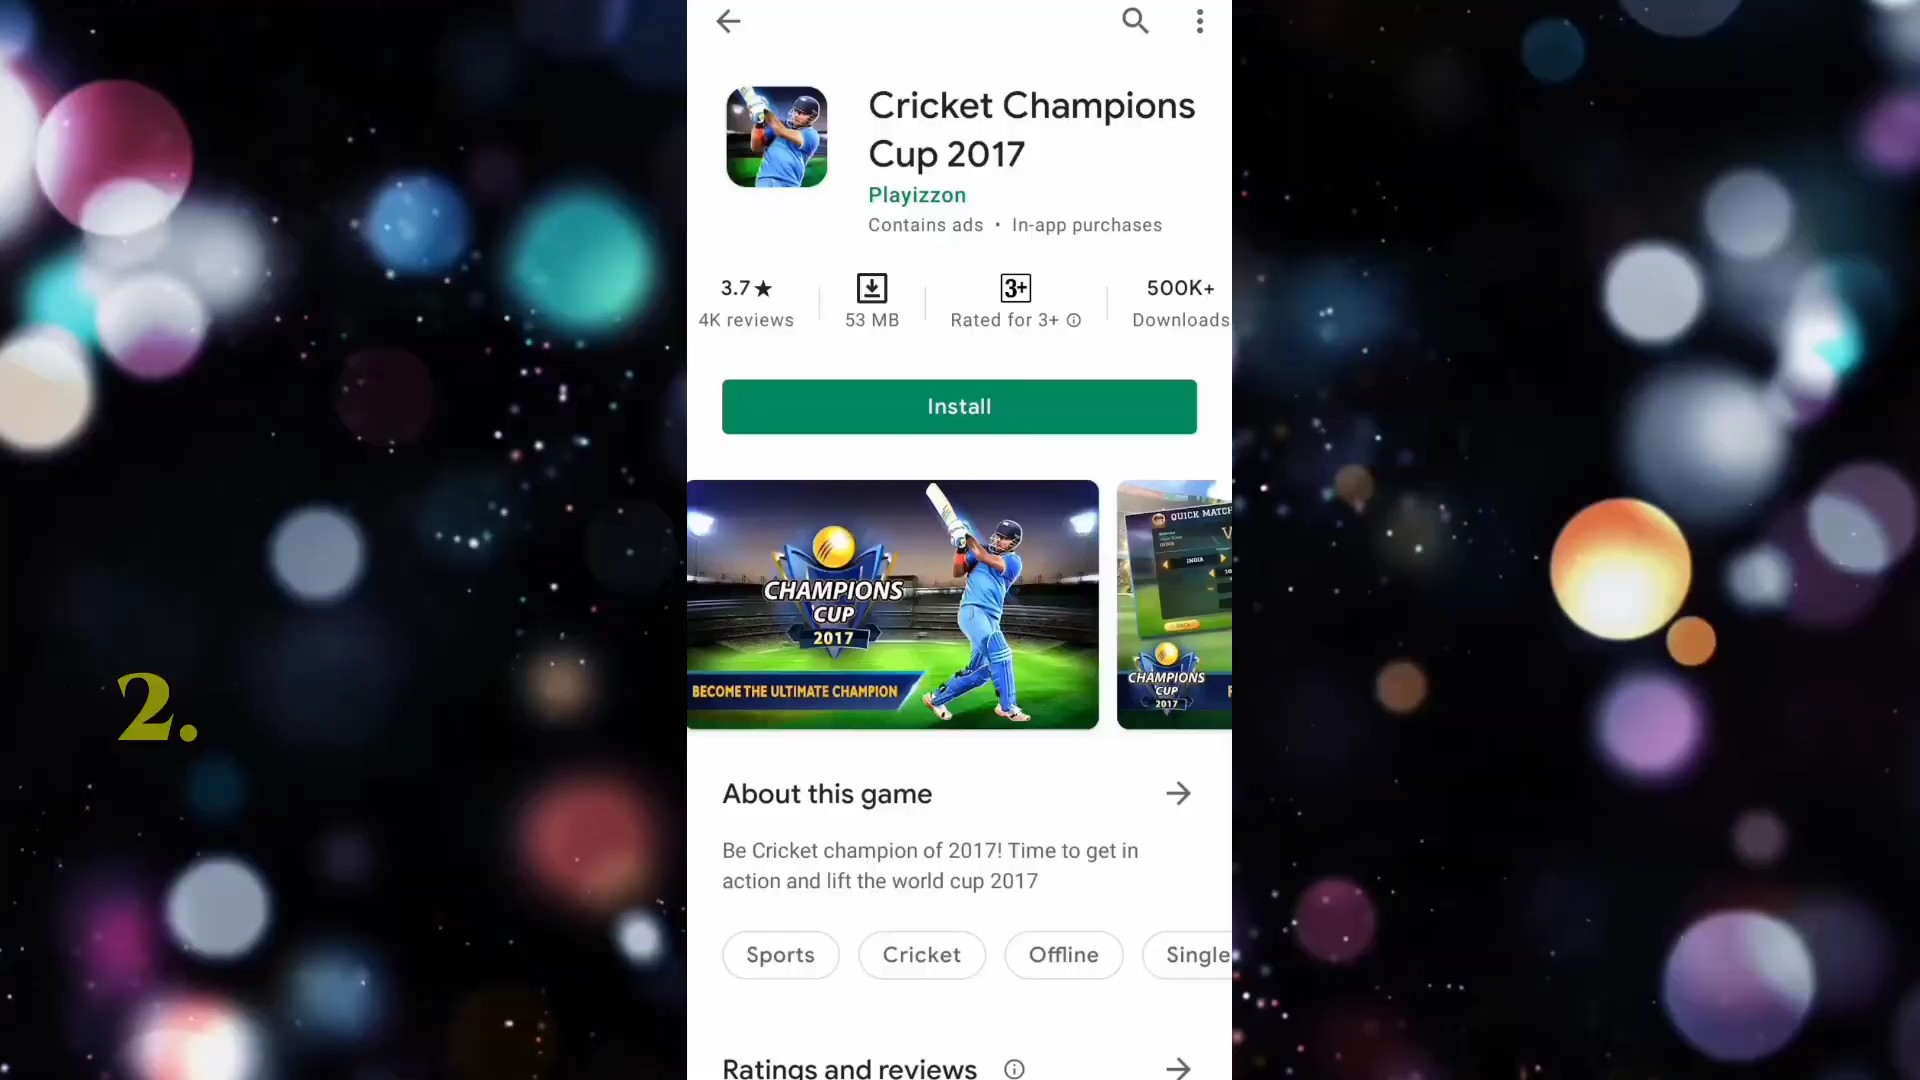 Cricket Champions
Cup 2017
Playizzon
Contains ads • In-app purchases
3.7★
4K reviews
53 MB
3+
Rated for 3+
500K+
Downloads
Install
CHAMPIONS
CUP
2017
BECOME THE ULTIMATE CHAMPION
QUICK MATCH
INDIA
CHAMPIONS
CUP
2017
2.
About this game
Be Cricket champion of 2017! Time to get in
action and lift the world cup 2017
Sports
Cricket
Offline
Single
Ratings and reviews